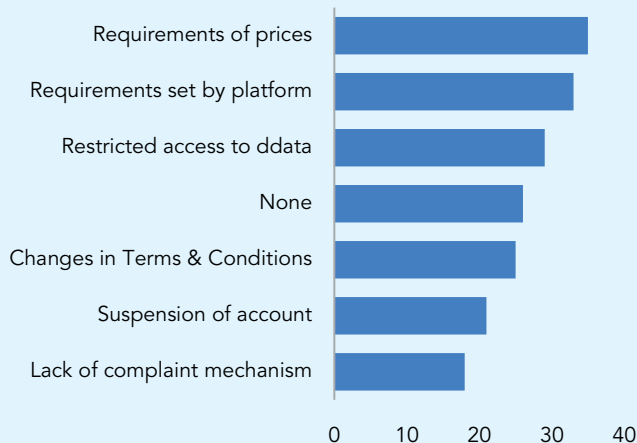 Requirements of prices
Requirements set by platform
Restricted access to ddata
None
Changes in Terms & Conditions
Suspension of account
Lack of complaint mechanism
0 10 20 30 40